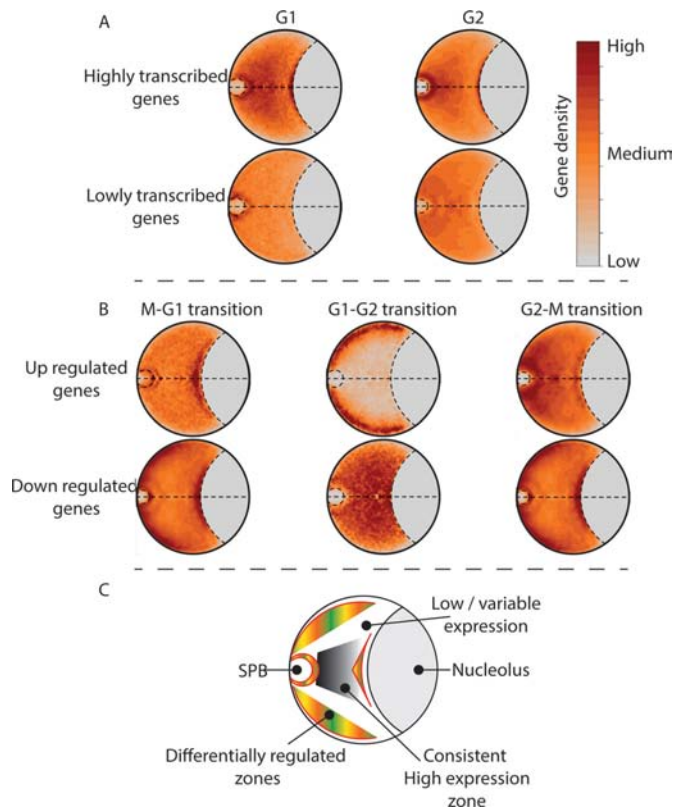 A
G1
G2
Highly transcribed
genes
Lowly transcribed
genes
High
Medium
Low
Gene density
B
M-G1 transition
G1-G2 transition
G2-M transition
Up regulated
genes
Down regulated
genes
C
Low / variable
expression
SPB
Nucleolus
Differentially regulated
zones
Consistent
High expression
zone